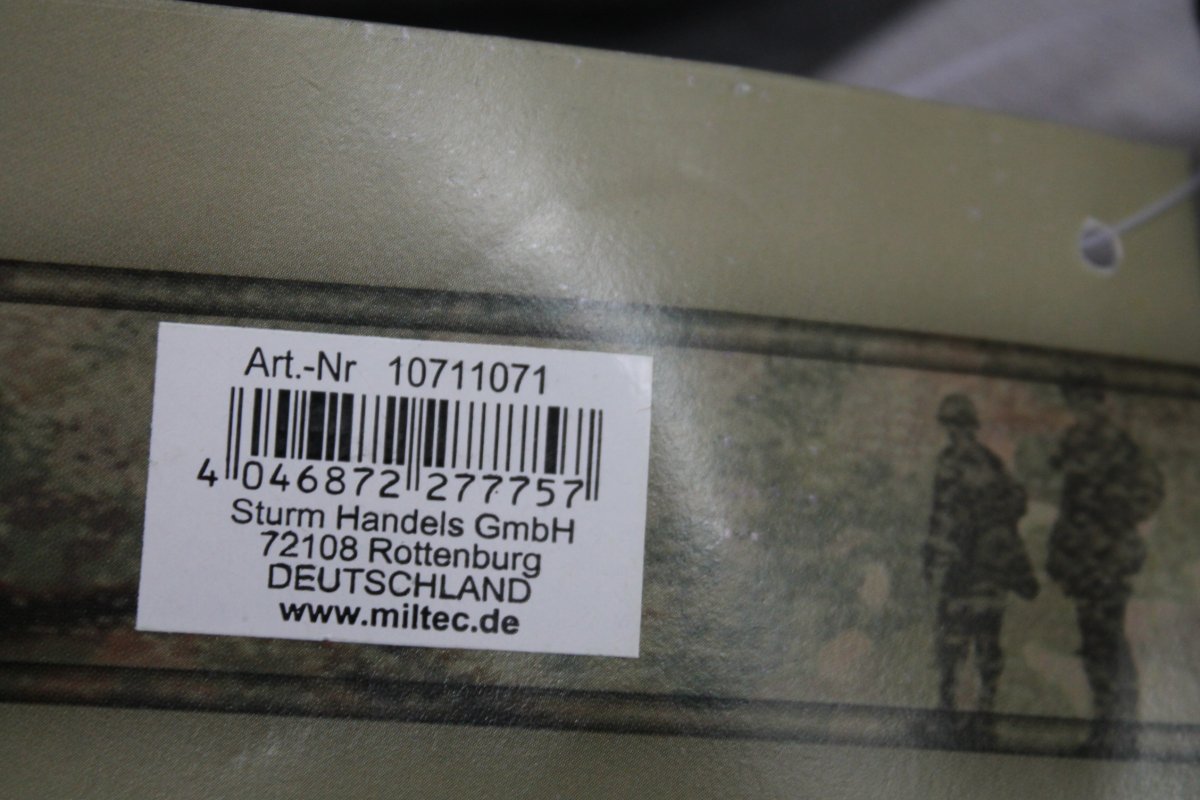 Art.-Nr 10711071
4 046872 277757
Sturm Handels GmbH
72108 Rottenburg
DEUTSCHLAND
www.miltec.de